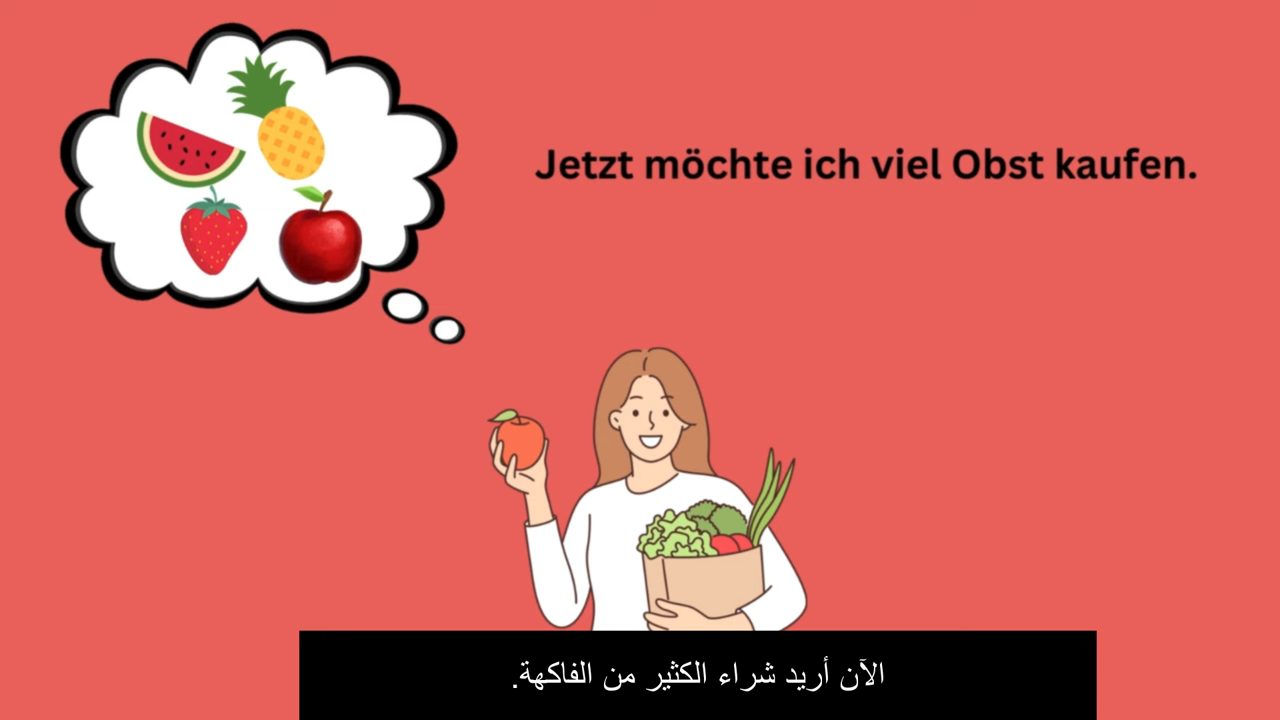 Jetzt möchte ich viel Obst kaufen.
الآن أريد شراء الكثير من الفاكهة.